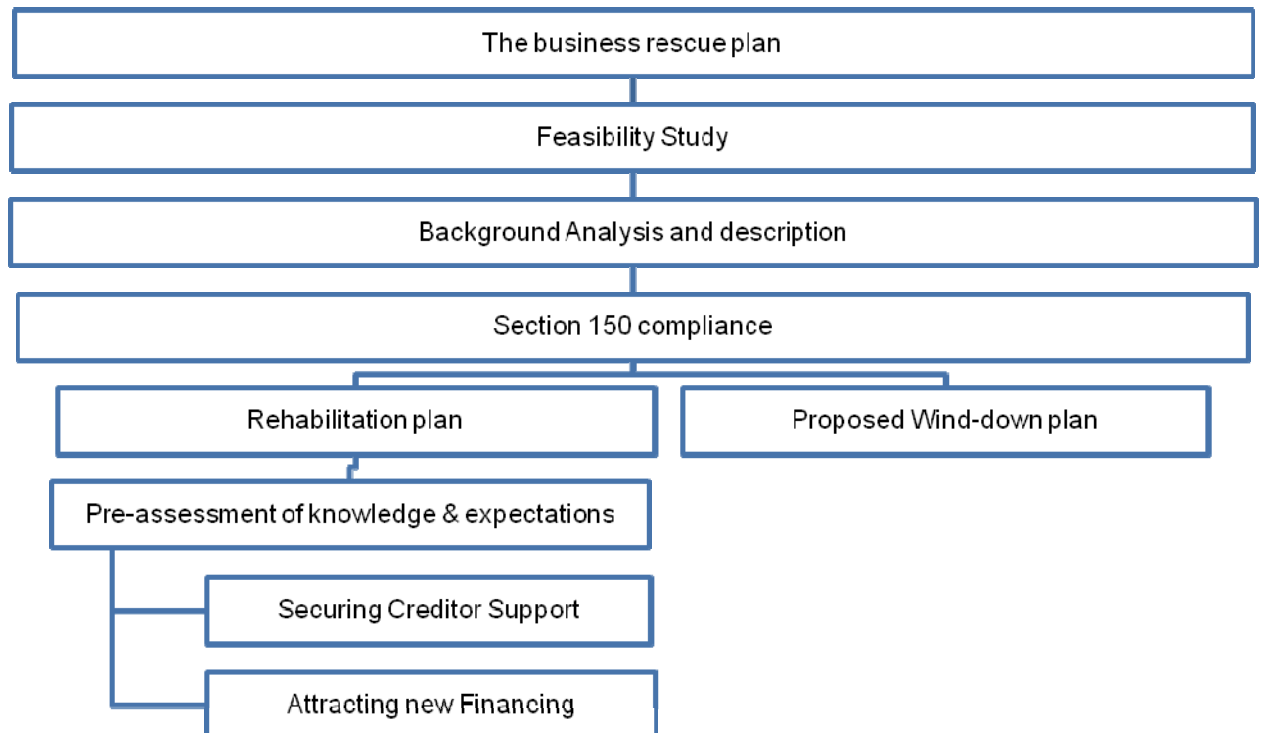 The business rescue plan
Feasibility Study
Background Analysis and description
Section 150 compliance
Rehabilitation plan
Proposed Wind-down plan
Pre-assessment of knowledge & expectations
Securing Creditor Support
Attracting new Financing